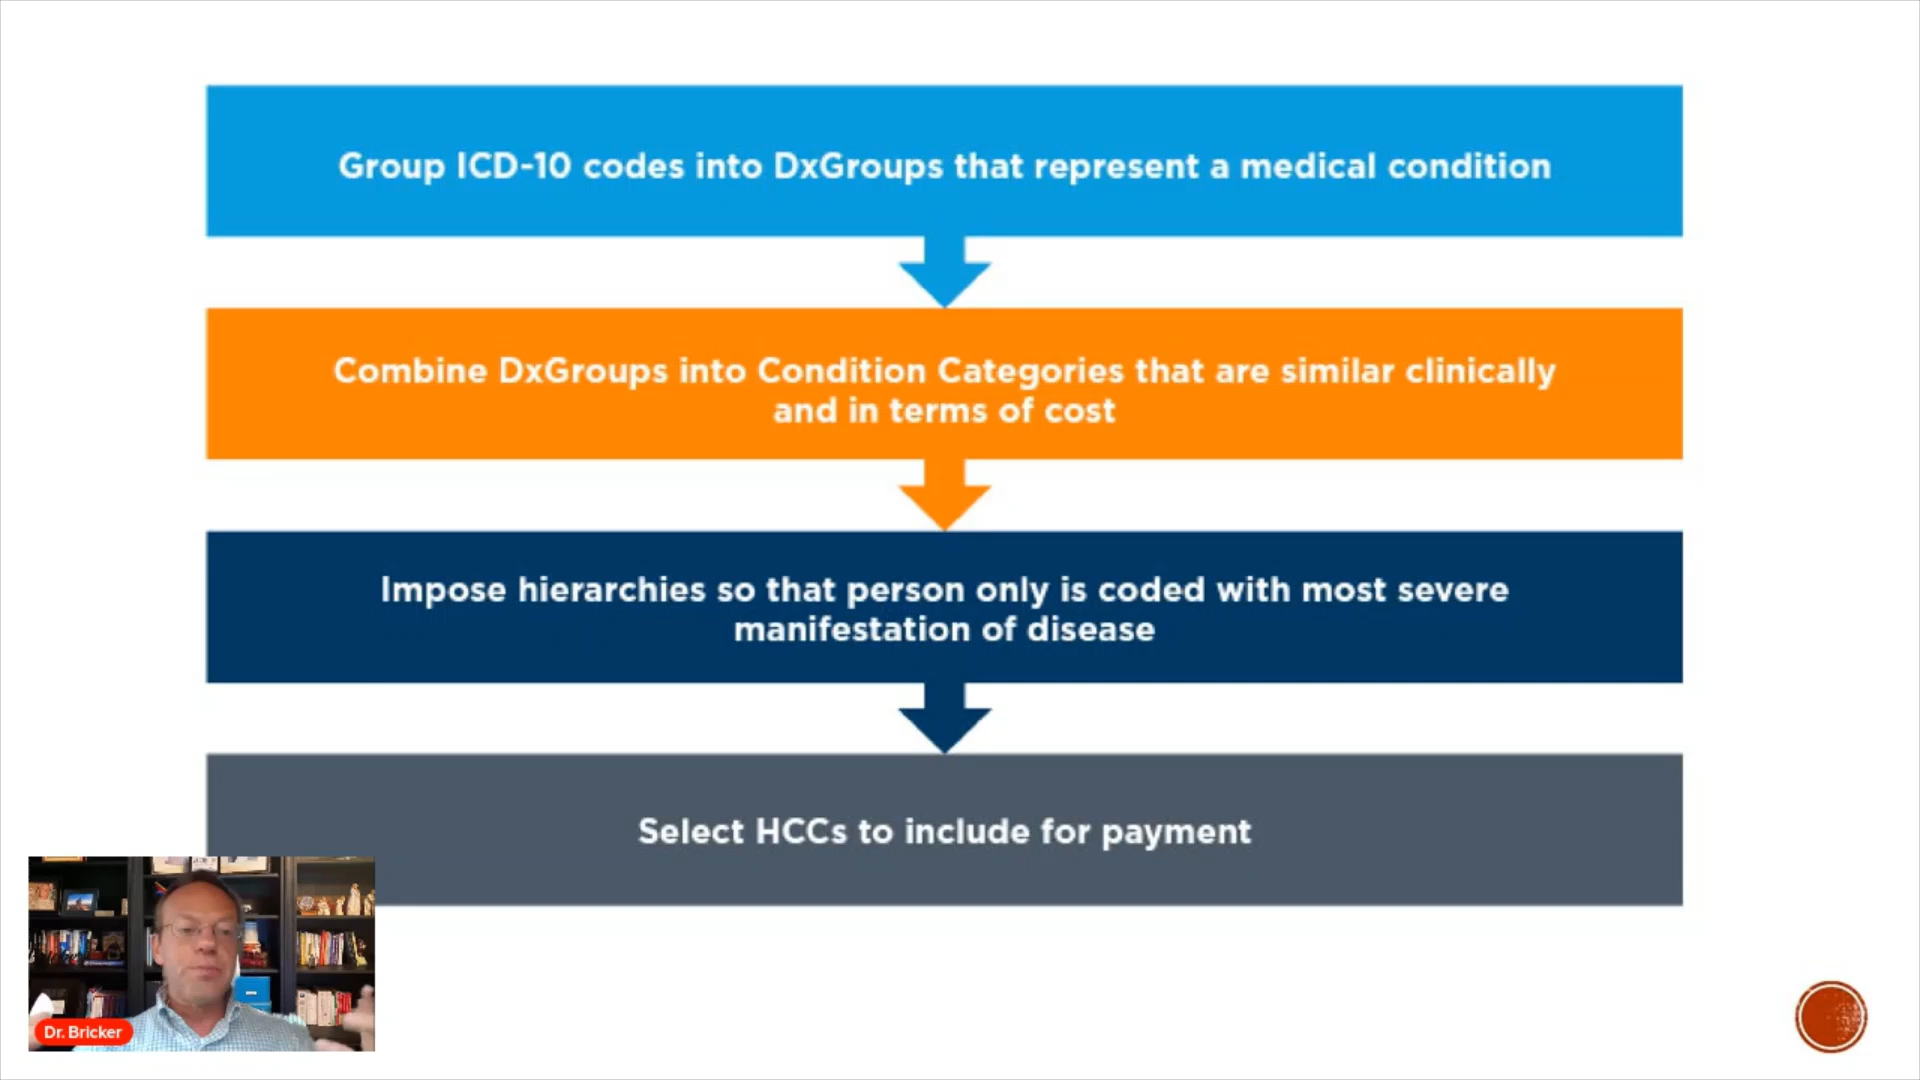 Group ICD-10 codes into DxGroups that represent a medical condition
Combine DxGroups into Condition Categories that are similar clinically
and in terms of cost
Impose hierarchies so that person only is coded with most severe
manifestation of disease
Select HCCs to include for payment
Dr. Bricker